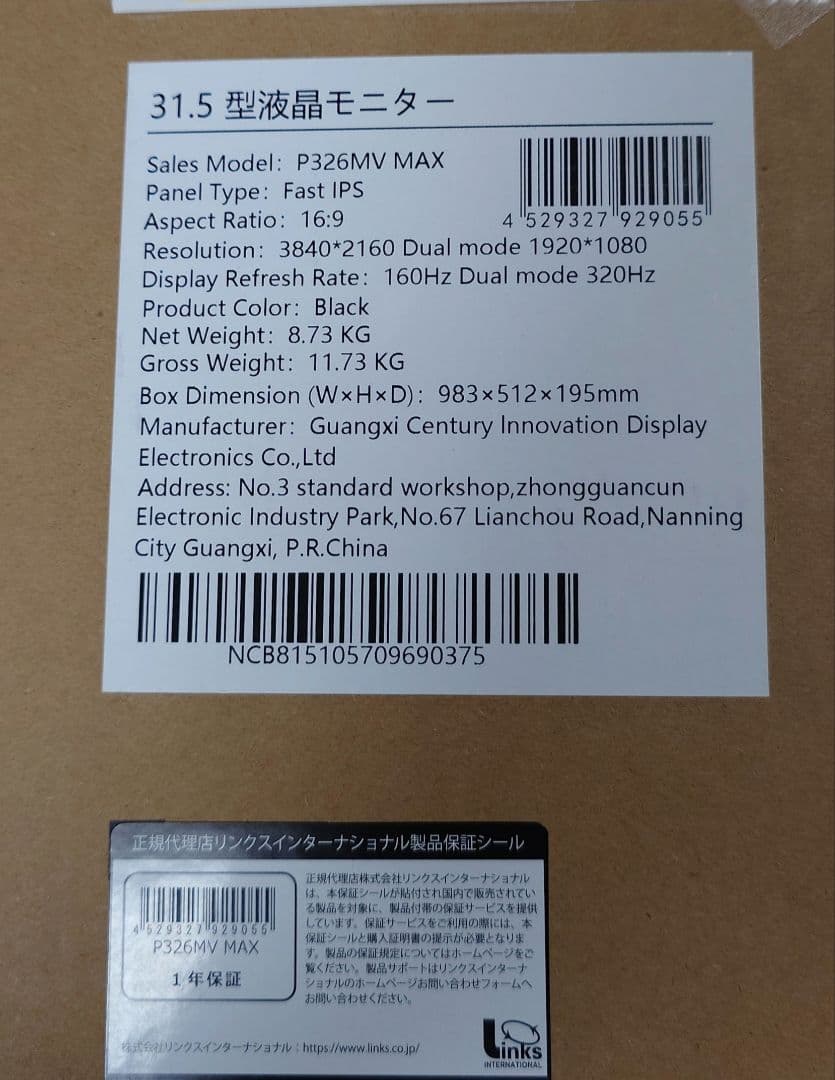 31.5 型液晶モニター
Sales Model: P326MV MAX
Panel Type: Fast IPS
Aspect Ratio: 16:9
4 529327 929055
Resolution: 3840*2160 Dual mode 1920*1080
Display Refresh Rate: 160Hz Dual mode 320Hz
Product Color: Black
Net Weight: 8.73 KG
Gross Weight: 11.73 KG
Box Dimension (W×H×D): 983×512×195mm
Manufacturer: Guangxi Century Innovation Display
Electronics Co.,Ltd
Address: No.3 standard workshop,zhongguancun
Electronic Industry Park,No.67 Lianchou Road,Nanning
City Guangxi, P.R.China
NCB815105709690375
正規代理店リンクスインターナショナル製品保証シール
4 529327 929055
P326MV MAX
1年保証
正規代理店株式会社リンクスインターナショナル
は、本保証シールが貼付され国内で販売されてい
る製品を対象に、製品付帯の保証サービスを提供
しています。保証サービスをご利用の際には、本
保証シールと購入証明書の提示が必要となりま
す。製品の保証規定についてはホームページをご
覧ください。製品サポートはリンクスインターナ
ショナルのホームページお問い合わせフォームへ
お問い合わせください。
株式会社リンクスインターナショナル：https://www.links.co.jp/
Links
INTERNATIONAL